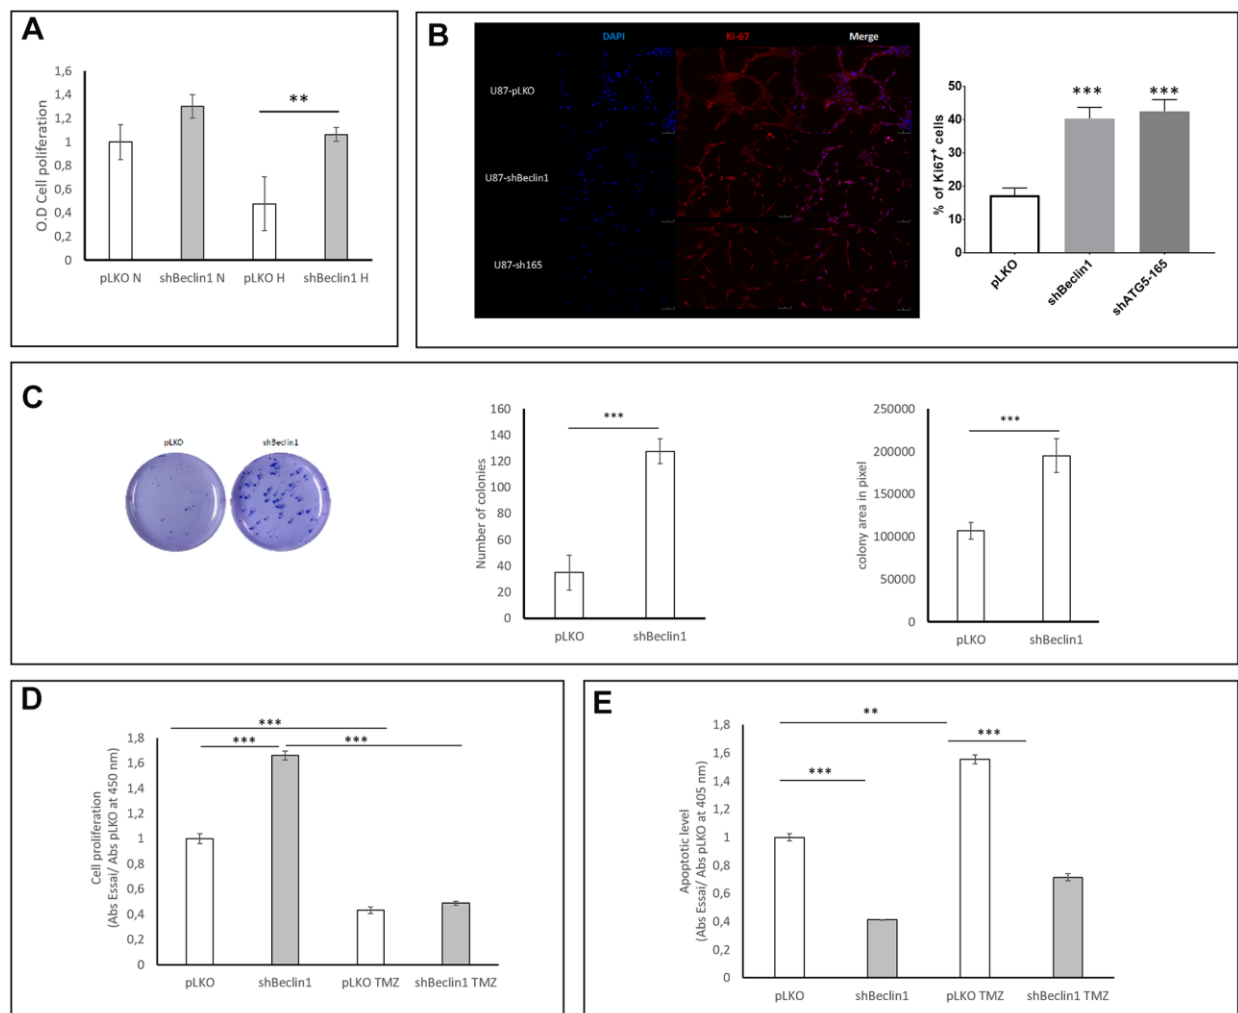 A
1,6
1,4
1,2
1
0,8
0,6
0,4
0,2
0
O.D Cell poliferation
**
pLKO N
shBeclin1 N
pLKO H
shBeclin1 H
B
DAPI
Ki-67
Merge
U87-pLKO
U87-shBeclin1
U87-sh165
50
40
30
20
10
0
% of Ki67+ cells
***
***
pLKO
shBeclin1
shATG5-165
C
pLKO
shBeclin1
160
140
120
100
80
60
40
20
0
Number of colonies
***
pLKO
shBeclin1
250000
200000
150000
100000
50000
0
colony area in pixel
***
pLKO
shBeclin1
D
1,8
1,6
1,4
1,2
1
0,8
0,6
0,4
0,2
0
Cell proliferation
(Abs Essai/ Abs pLKO at 450 nm)
***
***
***
pLKO
shBeclin1
pLKO TMZ
shBeclin1 TMZ
E
1,8
1,6
1,4
1,2
1
0,8
0,6
0,4
0,2
0
Apoptotic level
(Abs Essai/ Abs pLKO at 405 nm)
**
***
***
pLKO
shBeclin1
pLKO TMZ
shBeclin1 TMZ